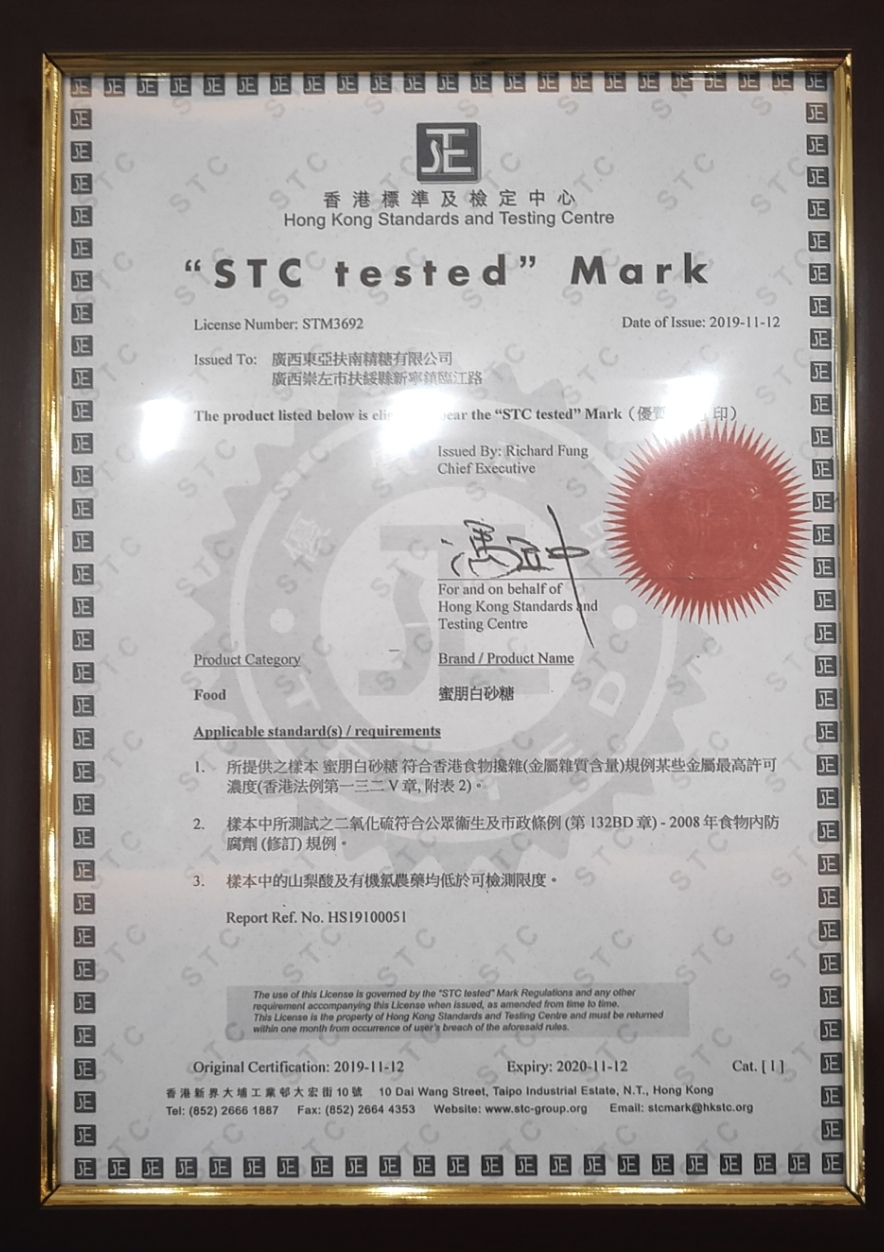 香港標準及檢定中心
Hong Kong Standards and Testing Centre
“STC tested” Mark
License Number: STM3692
Date of Issue: 2019-11-12
Issued To: 廣西東亞扶南精糖有限公司
廣西崇左市扶綏縣新寧鎮臨江路
The product listed below is the “STC tested” Mark (優 印)
Issued By: Richard Fung
Chief Executive
For and on behalf of
Hong Kong Standards and
Testing Centre
Product Category
Brand / Product Name
Food
蜜朋白砂糖
Applicable standard(s) / requirements
1. 所提供之樣本 蜜朋白砂糖 符合香港食物攙雜(金屬雜質含量)規例某些金屬最高許可
濃度(香港法例第一三二 V 章, 附表 2)。
2. 樣本中所測試之二氧化硫符合公眾衞生及市政條例 (第 132BD 章) - 2008 年食物內防
腐劑 (修訂) 規例。
3. 樣本中的山梨酸及有機氯農藥均低於可檢測限度。
Report Ref. No. HS19100051
The use of this License is governed by the "STC tested" Mark Regulations and any other
requirement accompanying this License when issued, as amended from time to time.
This License is the property of Hong Kong Standards and Testing Centre and must be returned
within one month from occurrence of user's breach of the aforesaid rules.
Original Certification: 2019-11-12
Expiry: 2020-11-12
Cat. [ 1 ]
香港新界大埔工業邨大宏街 10 號 10 Dai Wang Street, Taipo Industrial Estate, N.T., Hong Kong
Tel: (852) 2666 1887 Fax: (852) 2664 4353 Website: www.stc-group.org Email: stcmark@hkstc.org